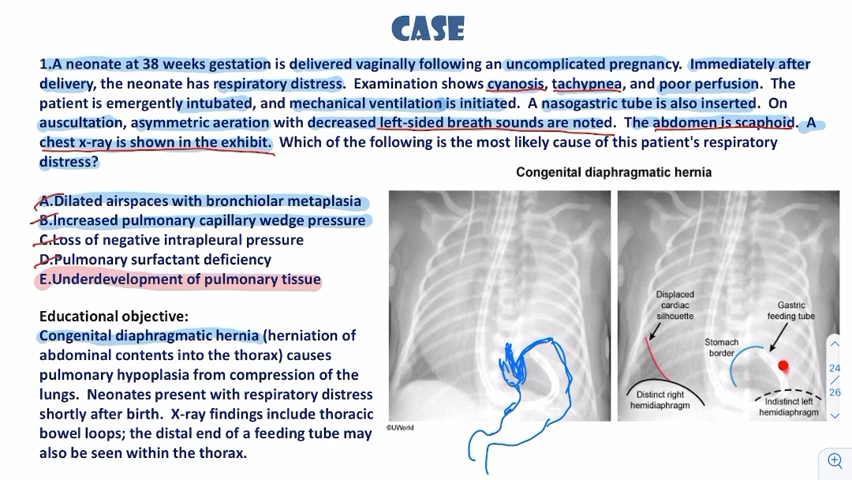 CASE
1.A neonate at 38 weeks gestation is delivered vaginally following an uncomplicated pregnancy. Immediately after
delivery, the neonate has respiratory distress. Examination shows cyanosis, tachypnea, and poor perfusion. The
patient is emergently intubated, and mechanical ventilation is initiated. A nasogastric tube is also inserted. On
auscultation, asymmetric aeration with decreased left-sided breath sounds are noted. The abdomen is scaphoid. A
chest x-ray is shown in the exhibit. Which of the following is the most likely cause of this patient's respiratory
distress?
A.Dilated airspaces with bronchiolar metaplasia
B.Increased pulmonary capillary wedge pressure
C.Loss of negative intrapleural pressure
D.Pulmonary surfactant deficiency
E.Underdevelopment of pulmonary tissue
Educational objective:
Congenital diaphragmatic hernia (herniation of
abdominal contents into the thorax) causes
pulmonary hypoplasia from compression of the
lungs. Neonates present with respiratory distress
shortly after birth. X-ray findings include thoracic
bowel loops; the distal end of a feeding tube may
also be seen within the thorax.
Congenital diaphragmatic hernia
Displaced
cardiac
silhouette
Gastric
feeding tube
Stomach
border
Distinct right
hemidiaphragm
Indistinct left
hemidiaphragm
©UWorld
24
/
26